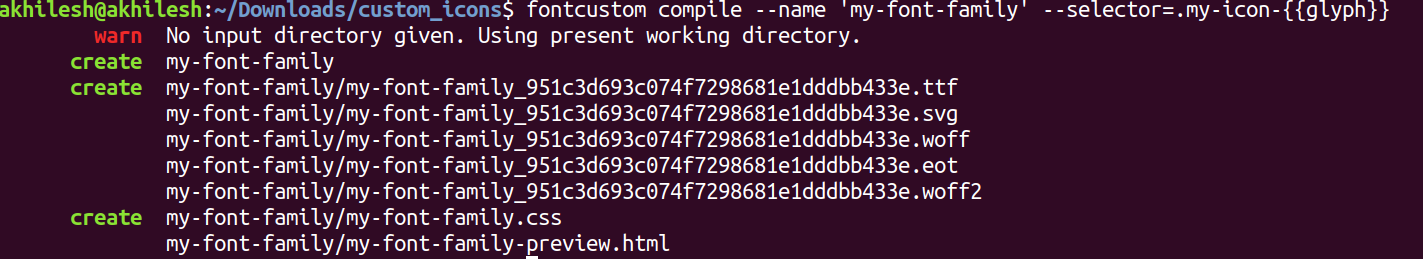 akhilesh@akhilesh:~/Downloads/custom_icons$ fontcustom compile --name 'my-font-family' --selector=.my-icon-{{glyph}}
warn No input directory given. Using present working directory.
create my-font-family
create my-font-family/my-font-family_951c3d693c074f7298681e1dddbb433e.ttf
my-font-family/my-font-family_951c3d693c074f7298681e1dddbb433e.svg
my-font-family/my-font-family_951c3d693c074f7298681e1dddbb433e.woff
my-font-family/my-font-family_951c3d693c074f7298681e1dddbb433e.eot
my-font-family/my-font-family_951c3d693c074f7298681e1dddbb433e.woff2
create my-font-family/my-font-family.css
my-font-family/my-font-family-preview.html